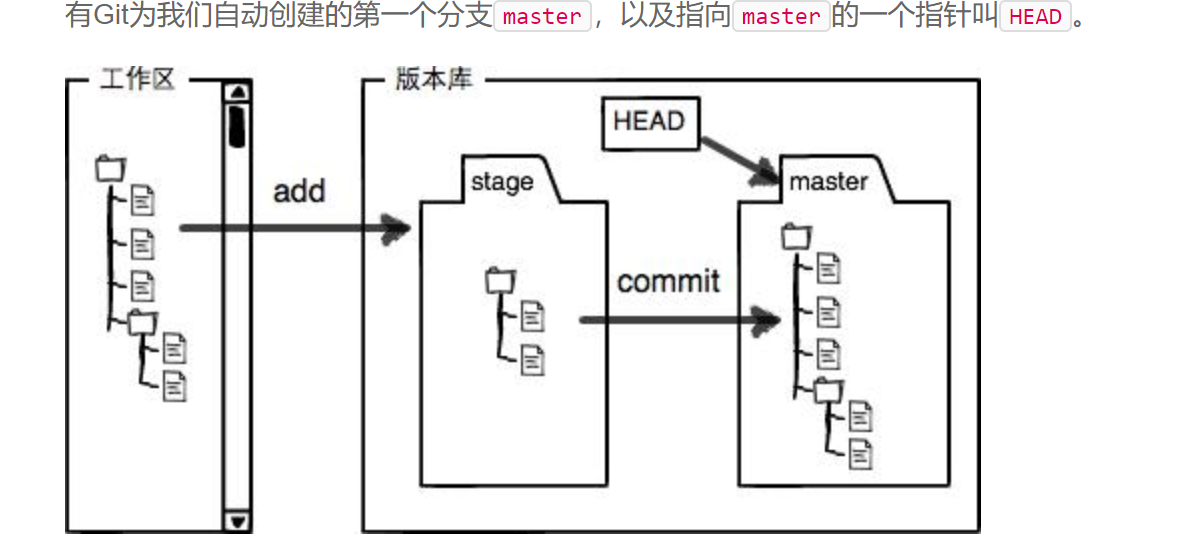 有Git为我们自动创建的第一个分支master，以及指向master的一个指针叫HEAD。
工作区
版本库
HEAD
stage
master
add
commit